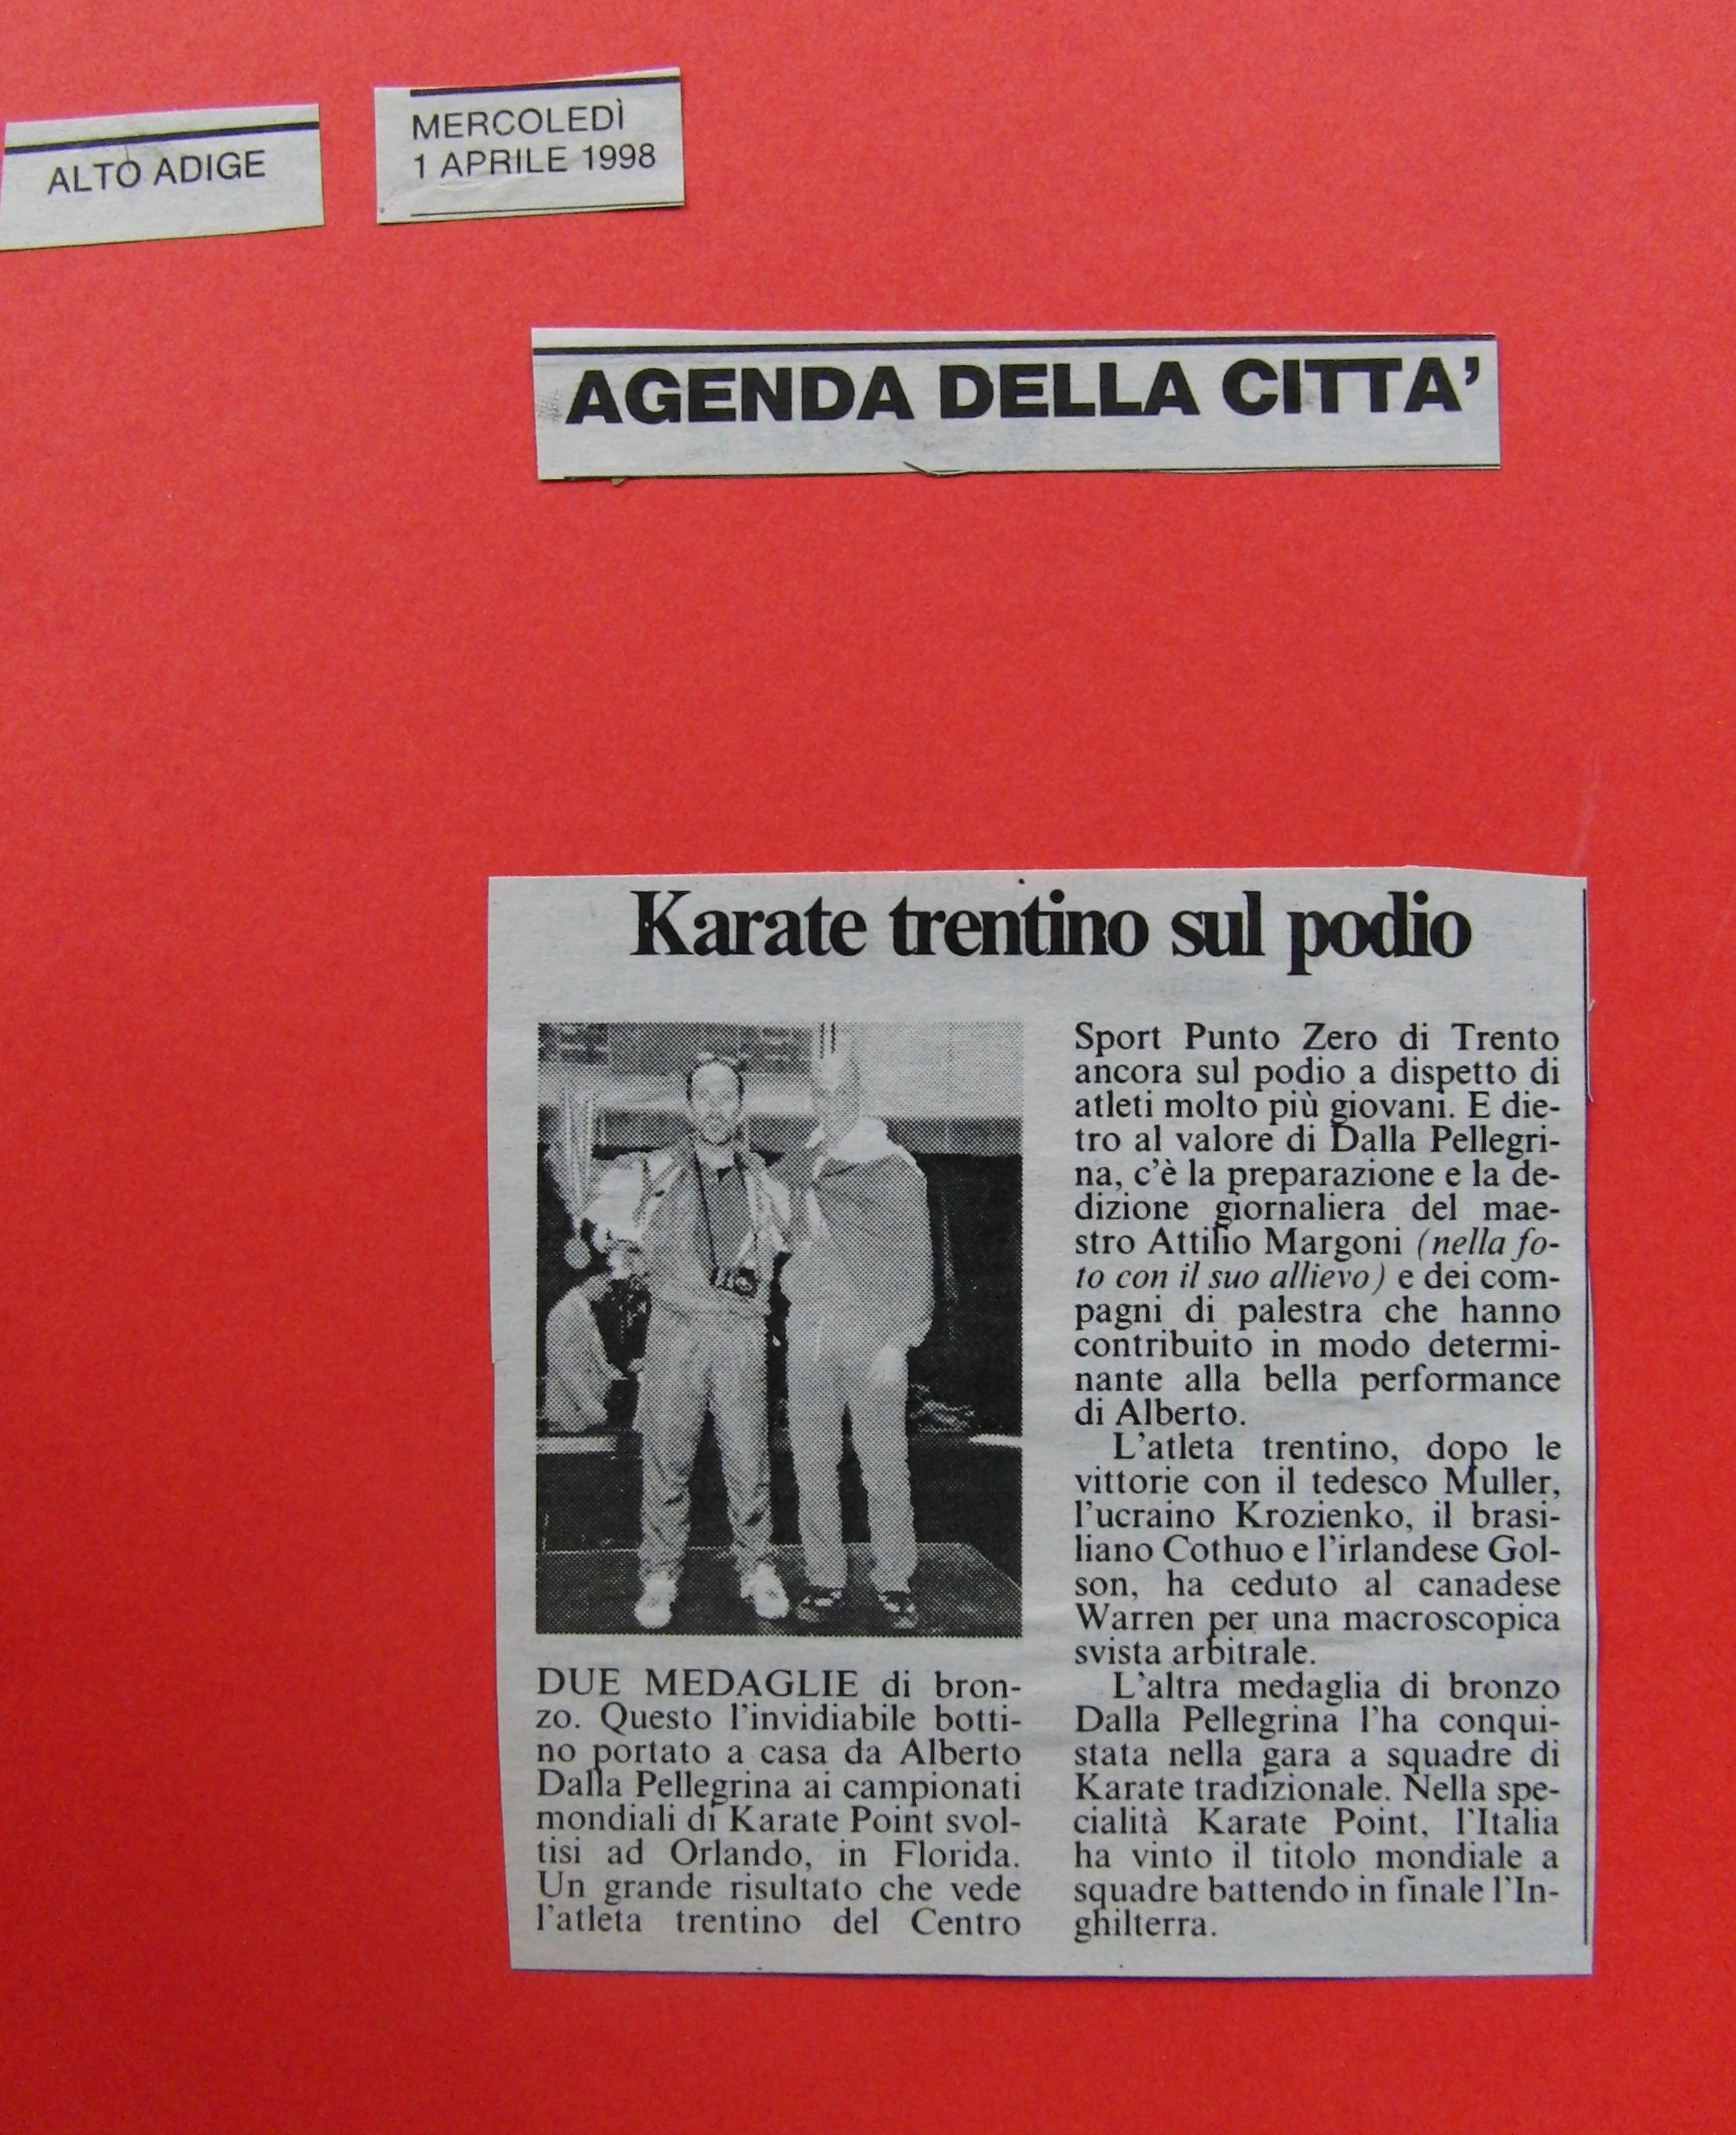 ALTO ADIGE
MERCOLEDÌ
1 APRILE 1998
AGENDA DELLA CITTA'
Karate trentino sul podio
DUE MEDAGLIE di bron-
zo. Questo l'invidiabile botti-
no portato a casa da Alberto
Dalla Pellegrina ai campionati
mondiali di Karate Point svol-
tisi ad Orlando, in Florida.
Un grande risultato che vede
l'atleta trentino del Centro
Sport Punto Zero di Trento
ancora sul podio a dispetto di
atleti molto più giovani. E die-
tro al valore di Dalla Pellegri-
na, c'è la preparazione e la de-
dizione giornaliera del mae-
stro Attilio Margoni (nella fo-
to con il suo allievo) e dei com-
pagni di palestra che hanno
contribuito in modo determi-
nante alla bella performance
di Alberto.
L'atleta trentino, dopo le
vittorie con il tedesco Muller,
l'ucraino Krozienko, il brasi-
liano Cothuo e l'irlandese Gol-
son, ha ceduto al canadese
Warren per una macroscopica
svista arbitrale.
L'altra medaglia di bronzo
Dalla Pellegrina l'ha conqui-
stata nella gara a squadre di
Karate tradizionale. Nella spe-
cialità Karate Point, l'Italia
ha vinto il titolo mondiale a
squadre battendo in finale l'In-
ghilterra.